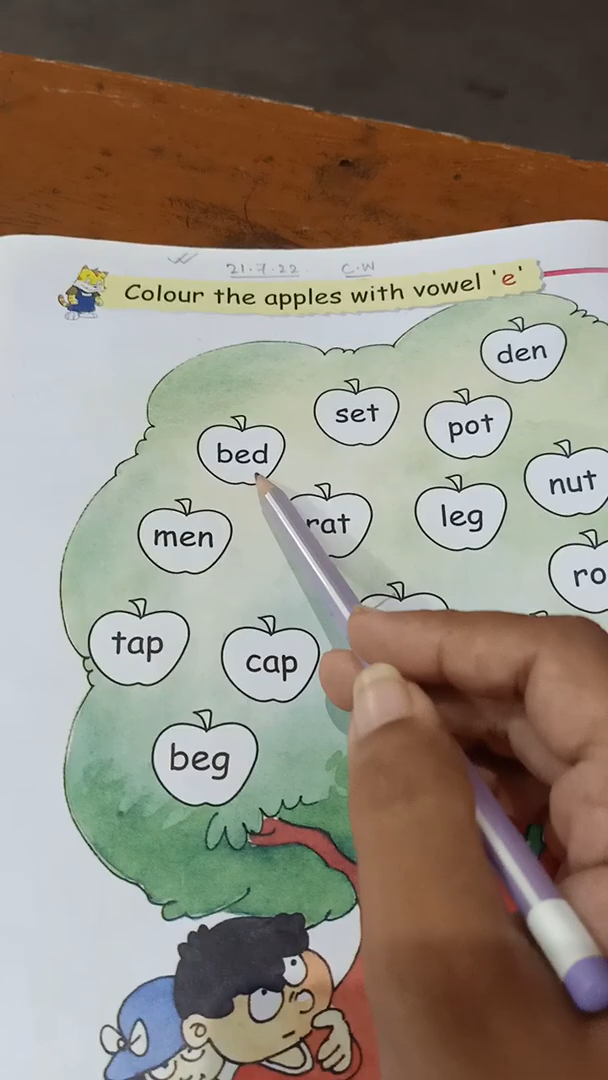 21.7.22 C.W
Colour the apples with vowel 'e'
den
set
pot
bed
nut
rat
leg
men
ro
tap
cap
beg